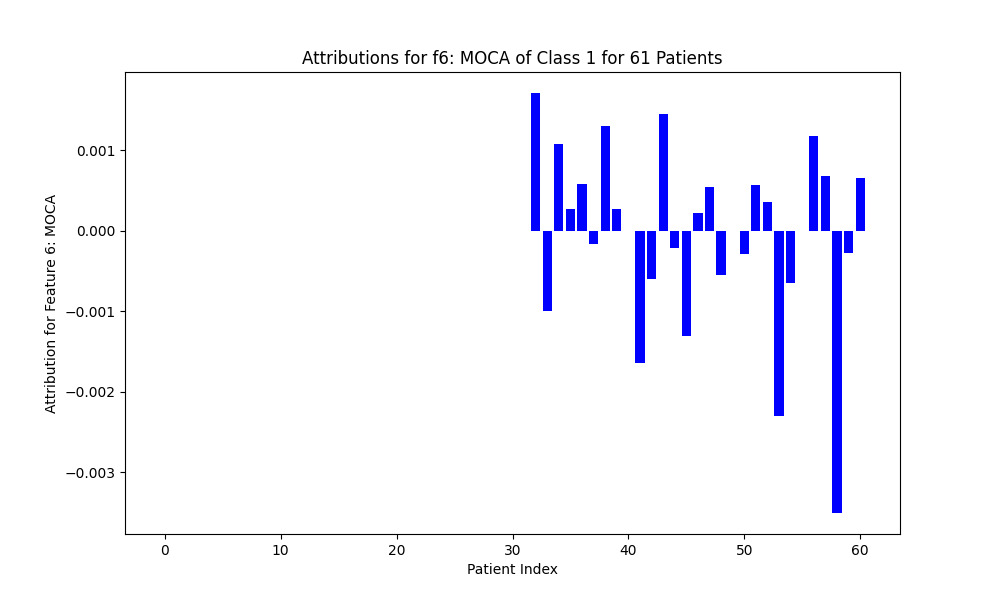 Attributions for f6: MOCA of Class 1 for 61 Patients
Attribution for Feature 6: MOCA
0.001
0.000
−0.001
−0.002
−0.003
0 10 20 30 40 50 60
Patient Index